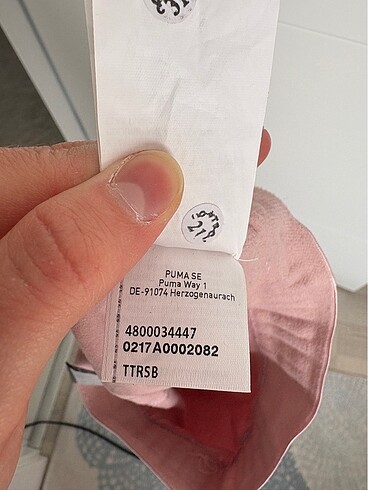 PUMA SE
Puma Way 1
DE-91074 Herzogenaurach
4800034447
0217A0002082
TTRSB